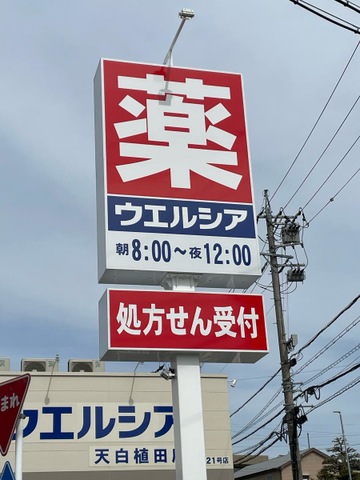 薬
ウエルシア
朝8:00～夜12:00
処方せん受付
まれ
ウエルシア
天白植田
21号店